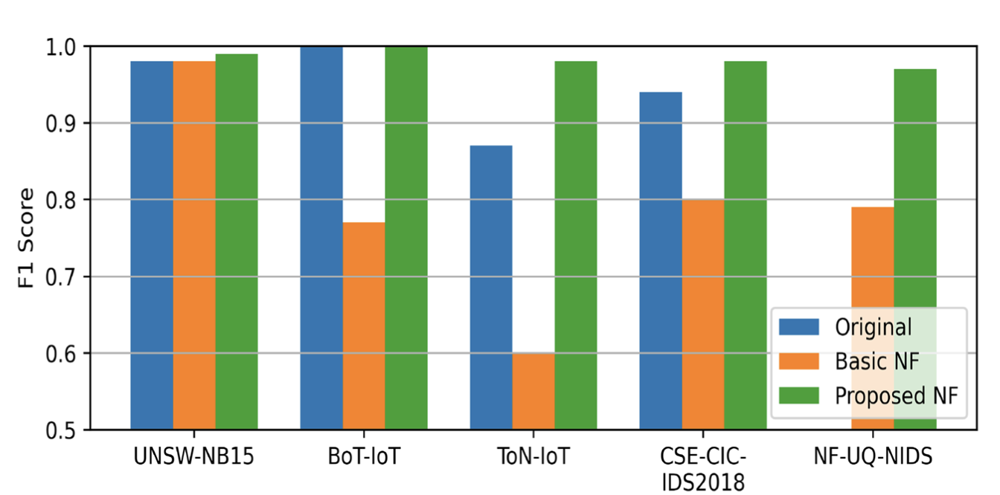 1.0
0.9
0.8
0.7
0.6
0.5
F1 Score
UNSW-NB15
BoT-IoT
ToN-IoT
CSE-CIC-
IDS2018
NF-UQ-NIDS
Original
Basic NF
Proposed NF